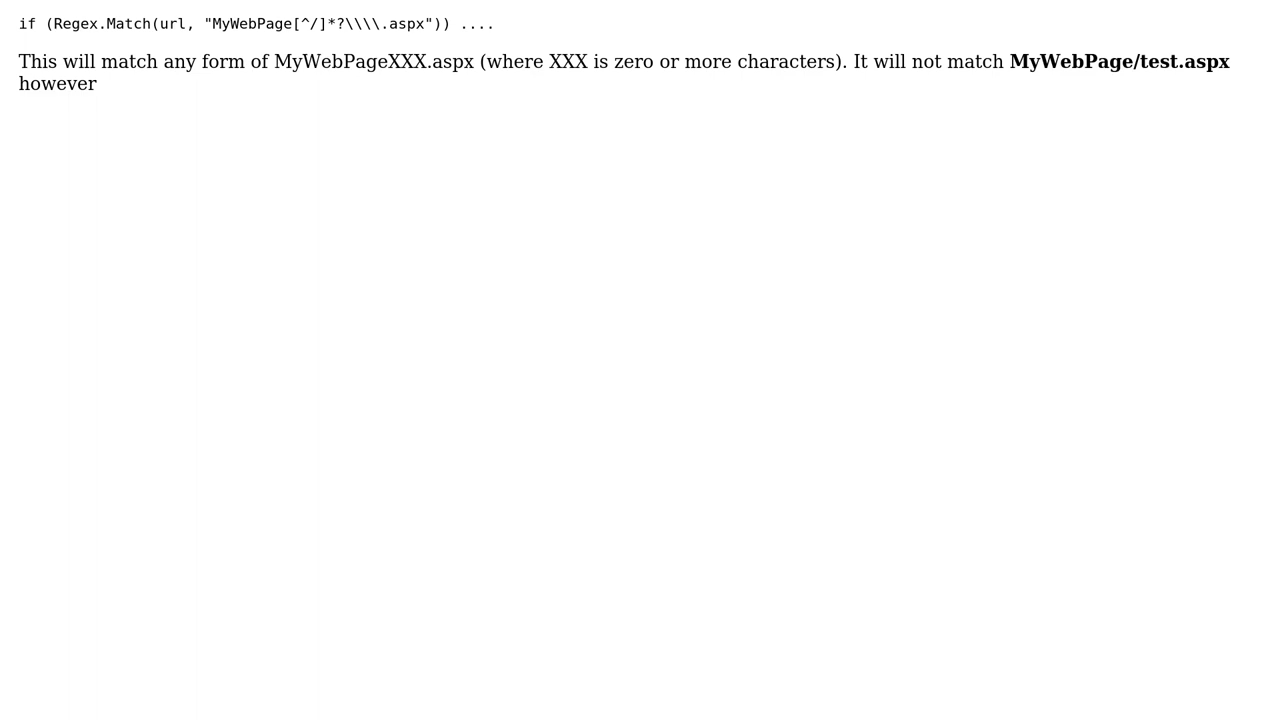 if (Regex.Match(url, "MyWebPage[^/]*?\\\\.aspx")) ....
This will match any form of MyWebPageXXX.aspx (where XXX is zero or more characters). It will not match MyWebPage/test.aspx
however